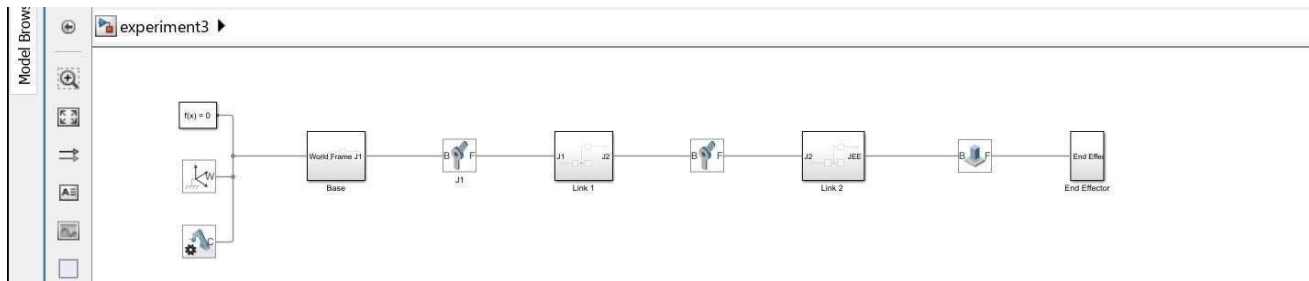 Model Brows
experiment3
f(x) = 0
W
C
World Frame J1
Base
B F
J1
J1 J2
Link 1
B F
J2 JEE
Link 2
B F
End Effec
End Effector
A